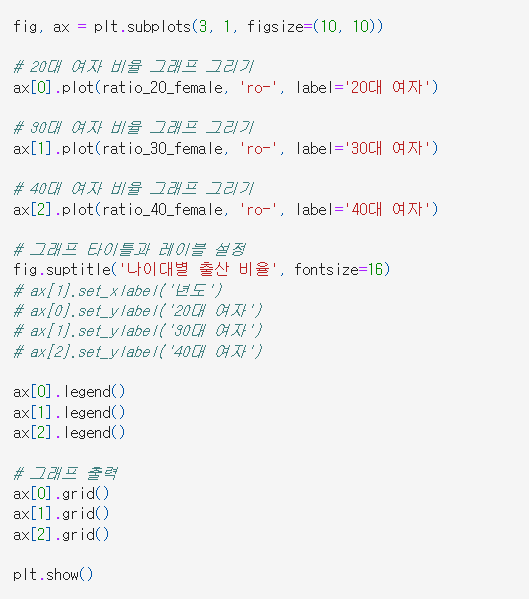 fig, ax = plt.subplots(3, 1, figsize=(10, 10))
# 20대 여자 비율 그래프 그리기
ax[0].plot(ratio_20_female, 'ro-', label='20대 여자')
# 30대 여자 비율 그래프 그리기
ax[1].plot(ratio_30_female, 'ro-', label='30대 여자')
# 40대 여자 비율 그래프 그리기
ax[2].plot(ratio_40_female, 'ro-', label='40대 여자')
# 그래프 타이틀과 레이블 설정
fig.suptitle('나이대별 출산 비율', fontsize=16)
# ax[1].set_xlabel('년도')
# ax[0].set_ylabel('20대 여자')
# ax[1].set_ylabel('30대 여자')
# ax[2].set_ylabel('40대 여자')
ax[0].legend()
ax[1].legend()
ax[2].legend()
# 그래프 출력
ax[0].grid()
ax[1].grid()
ax[2].grid()
plt.show()